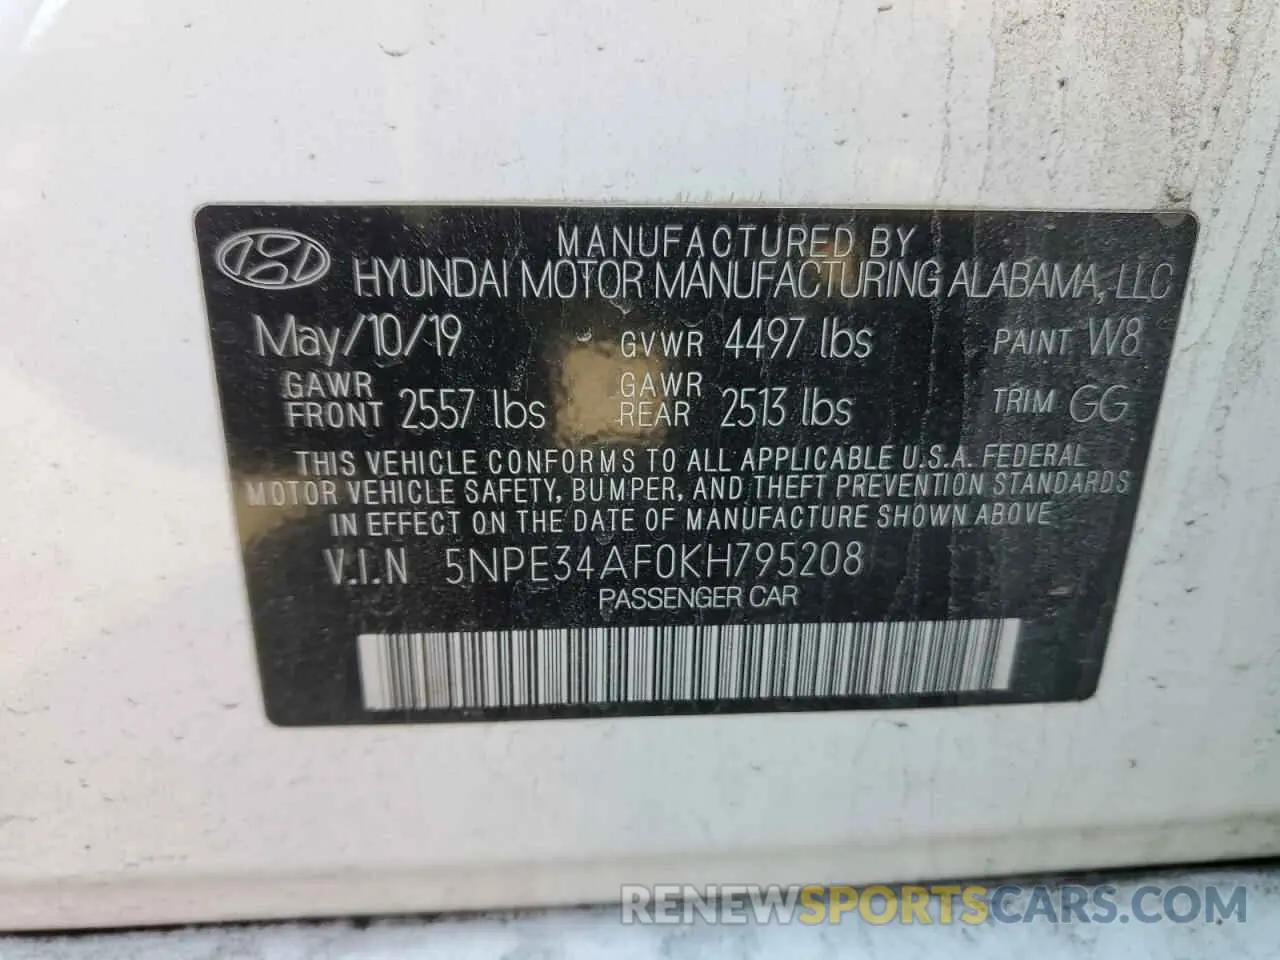 MANUFACTURED BY
HYUNDAI MOTOR MANUFACTURING ALABAMA, LLC
May/10/19 GVWR 4497 lbs PAINT W8
GAWR FRONT 2557 lbs GAWR REAR 2513 lbs TRIM GG
THIS VEHICLE CONFORMS TO ALL APPLICABLE U.S.A. FEDERAL
MOTOR VEHICLE SAFETY, BUMPER, AND THEFT PREVENTION STANDARDS
IN EFFECT ON THE DATE OF MANUFACTURE SHOWN ABOVE
V.I.N 5NPE34AF0KH795208
PASSENGER CAR
RENEWSPORTSCARS.COM